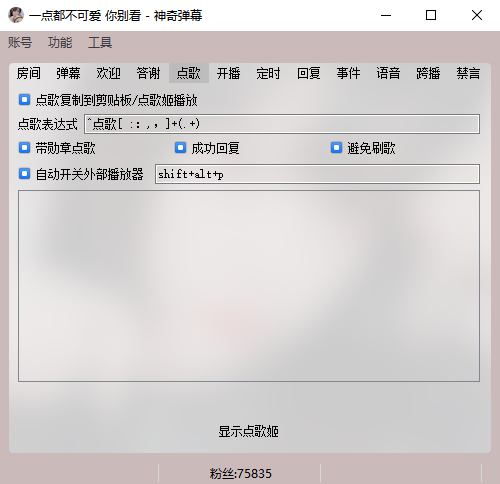 一点都不可爱 你别看 - 神奇弹幕
账号 功能 工具
房间 弹幕 欢迎 答谢 点歌 开播 定时 回复 事件 语音 跨播 禁言
点歌复制到剪贴板/点歌姬播放
点歌表达式 ^点歌[ :：,，]+(.+)
带勋章点歌 成功回复 避免刷歌
自动开关外部播放器 shift+alt+p
显示点歌姬
粉丝:75835